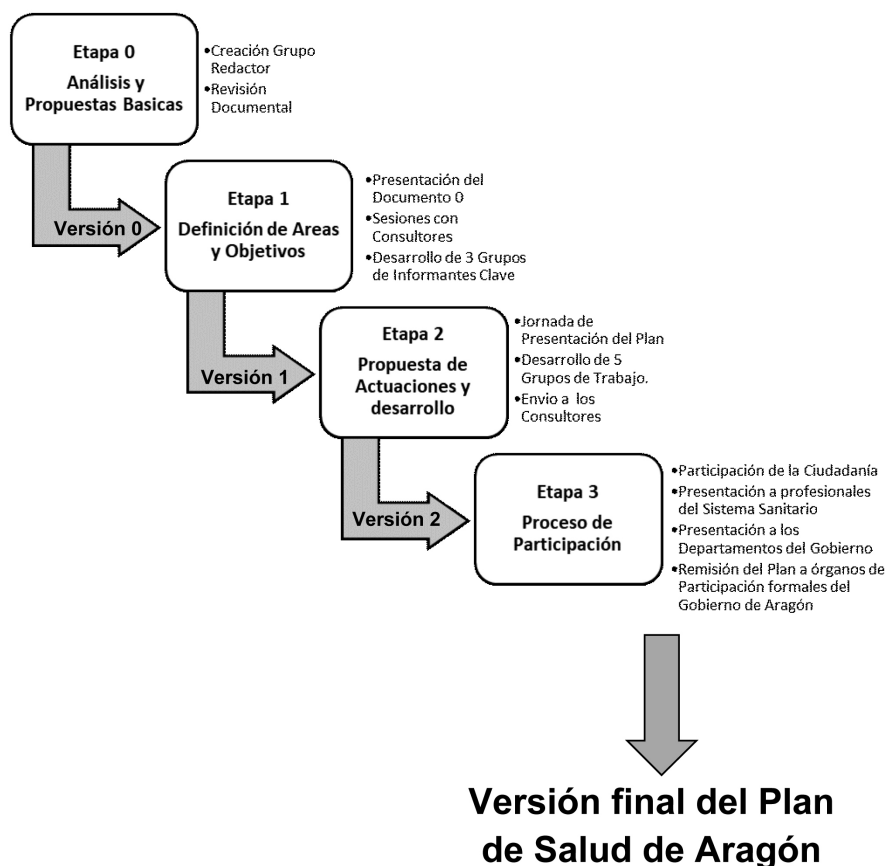 Etapa 0
Análisis y
Propuestas Basicas
•Creación Grupo
Redactor
•Revisión
Documental
Versión 0
Etapa 1
Definición de Areas
y Objetivos
•Presentación del
Documento 0
•Sesiones con
Consultores
•Desarrollo de 3 Grupos
de Informantes Clave
Versión 1
Etapa 2
Propuesta de
Actuaciones y
desarrollo
•Jornada de
Presentación del Plan
•Desarrollo de 5
Grupos de Trabajo.
•Envio a los
Consultores
Versión 2
Etapa 3
Proceso de
Participación
•Participación de la Ciudadanía
•Presentación a profesionales
del Sistema Sanitario
•Presentación a los
Departamentos del Gobierno
•Remisión del Plan a órganos de
Participación formales del
Gobierno de Aragón
Versión final del Plan
de Salud de Aragón